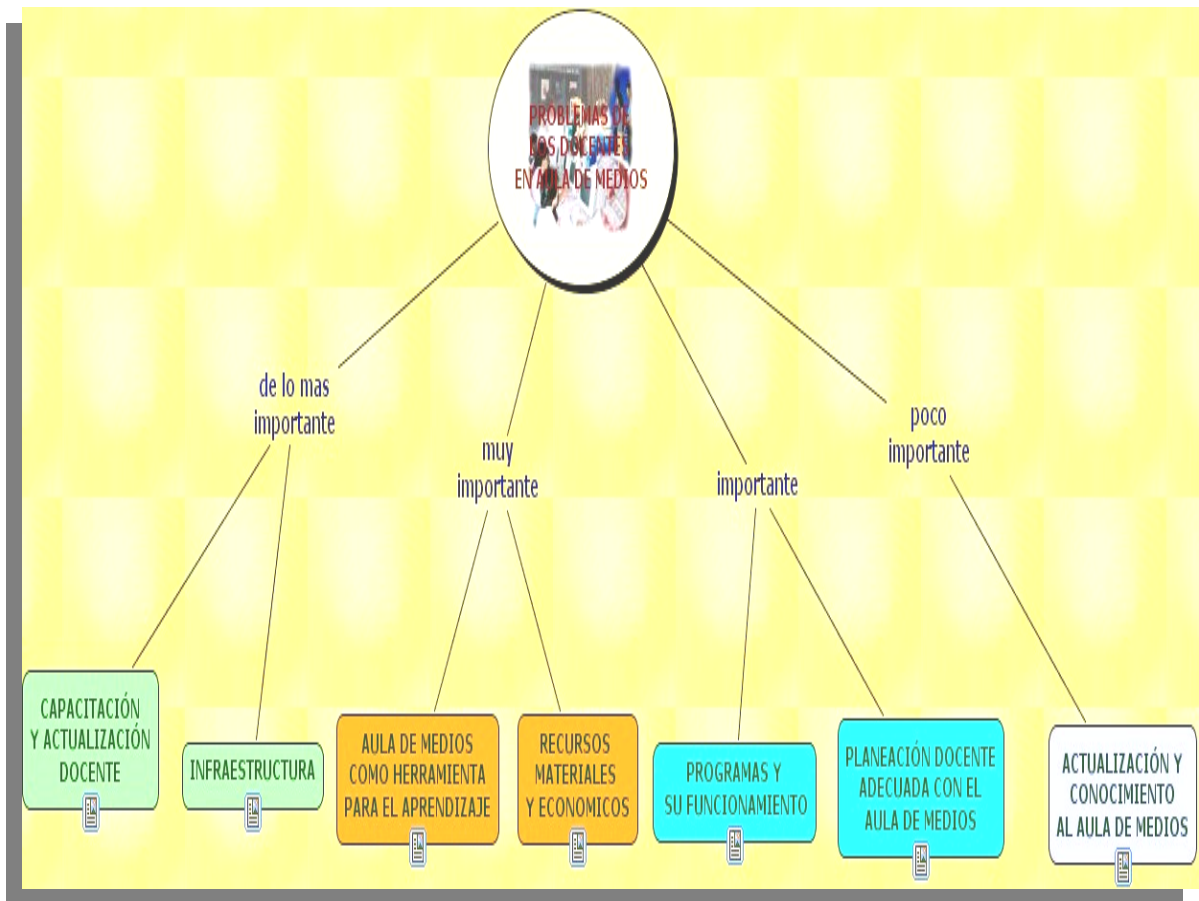 PROBLEMAS DE
LOS DOCENTES
EN AULA DE MEDIOS
de lo mas
importante
muy
importante
importante
poco
importante
CAPACITACIÓN
Y ACTUALIZACIÓN
DOCENTE
INFRAESTRUCTURA
AULA DE MEDIOS
COMO HERRAMIENTA
PARA EL APRENDIZAJE
RECURSOS
MATERIALES
Y ECONOMICOS
PROGRAMAS Y
SU FUNCIONAMIENTO
PLANEACIÓN DOCENTE
ADECUADA CON EL
AULA DE MEDIOS
ACTUALIZACIÓN Y
CONOCIMIENTO
AL AULA DE MEDIOS